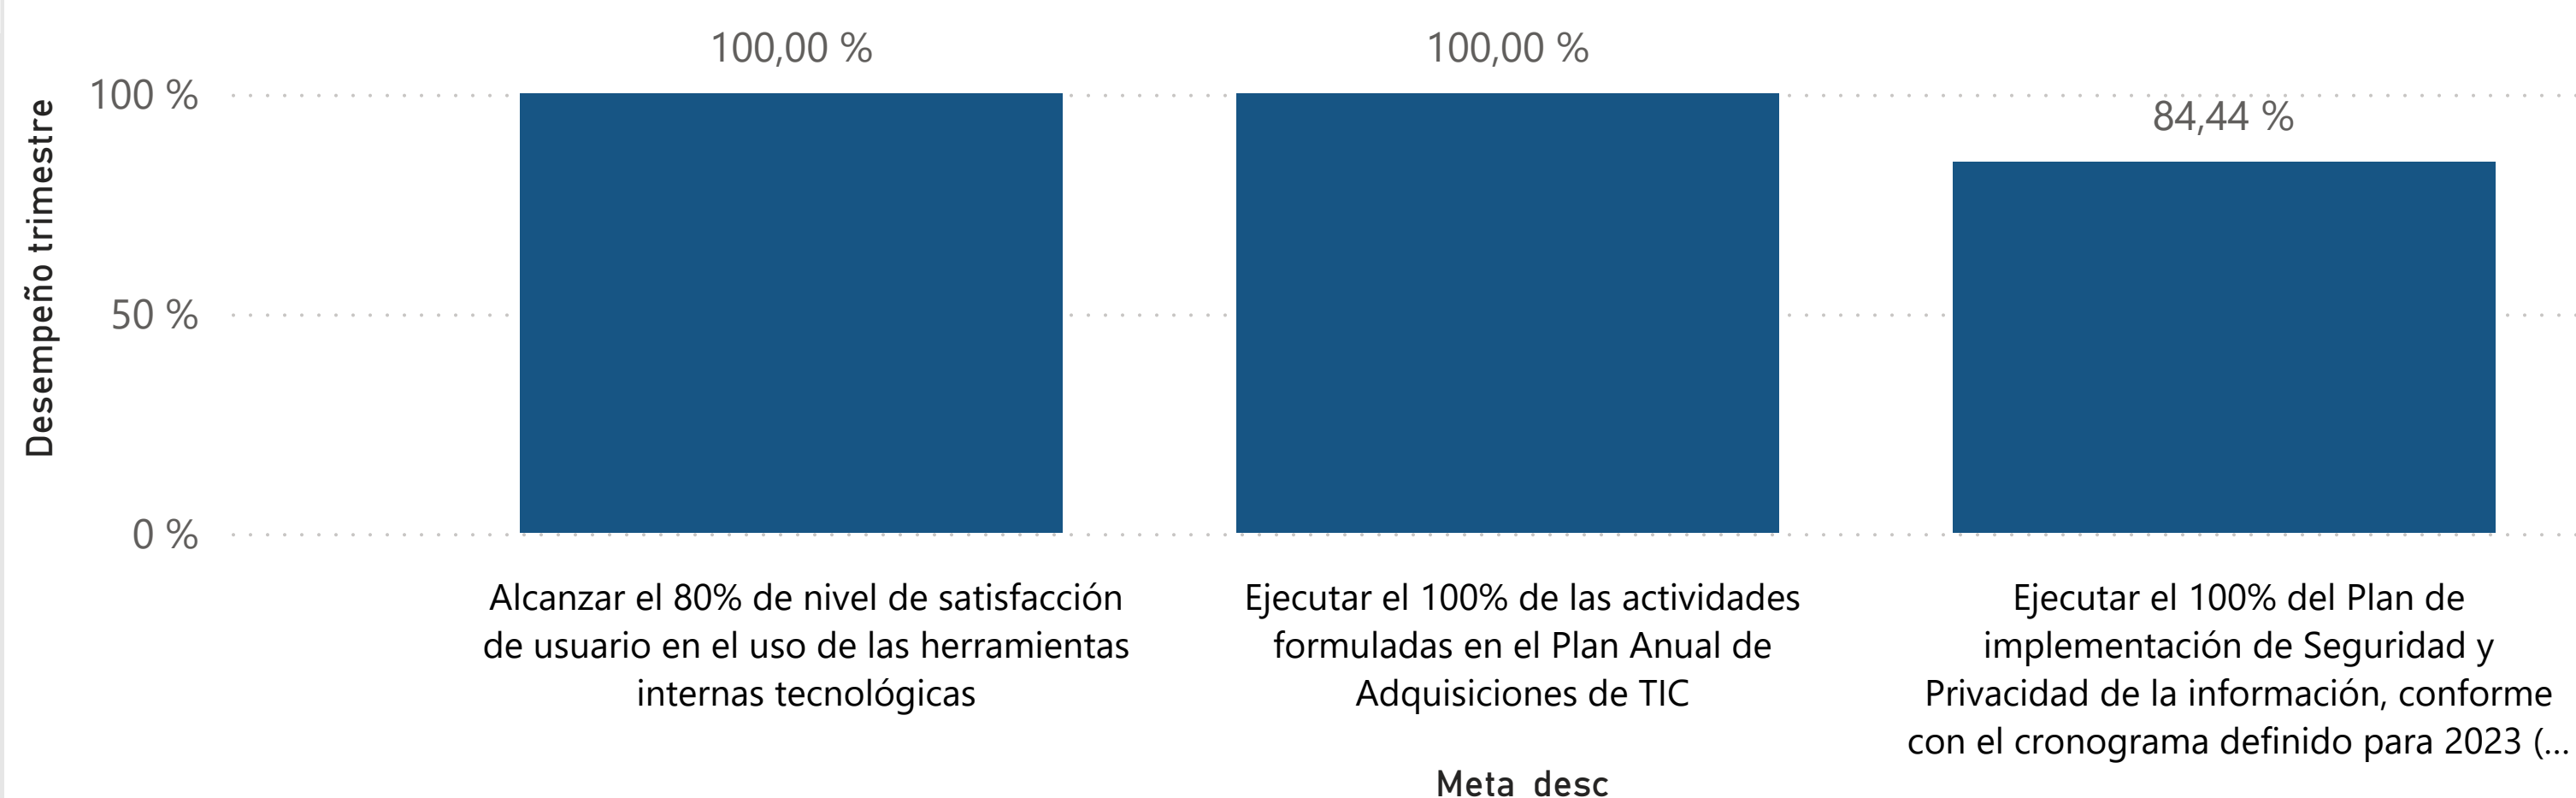 100,00 %
100,00 %
84,44 %
100 %
50 %
0 %
Desempeño trimestre
Alcanzar el 80% de nivel de satisfacción
de usuario en el uso de las herramientas
internas tecnológicas
Ejecutar el 100% de las actividades
formuladas en el Plan Anual de
Adquisiciones de TIC
Ejecutar el 100% del Plan de
implementación de Seguridad y
Privacidad de la información, conforme
con el cronograma definido para 2023 (...
Meta desc